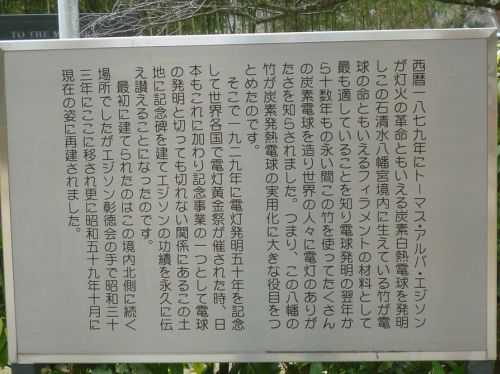 TO THE M
西暦一八七九年にトーマス・アルバ・エジソン
が灯火の革命ともいえる炭素白熱電球を発明
しこの石清水八幡宮境内に生えている竹が電
球の命ともいえるフィラメントの材料として
最も適していることを知り電球発明の翌年か
ら十数年もの永い間この竹を使ってたくさん
の炭素電球を造り世界の人々に電灯のありが
たさを知らされました。つまり、この八幡の
竹が炭素発熱電球の実用化に大きな役目をつ
とめたのです。
そこで一九二九年に電灯発明五十年を記念
して世界各国で電灯黄金祭が催された時、日
本もこれに加わり記念事業の一つとして電球
の発明と切っても切れない関係にあるこの土
地に記念碑を建てエジソンの功績を永久に伝
え讃えることになったのです。
最初に建てられたのはこの境内北側に続く
場所でしたがエジソン彰徳会の手で昭和三十
三年にここに移され更に昭和五十九年十月に
現在の姿に再建されました。